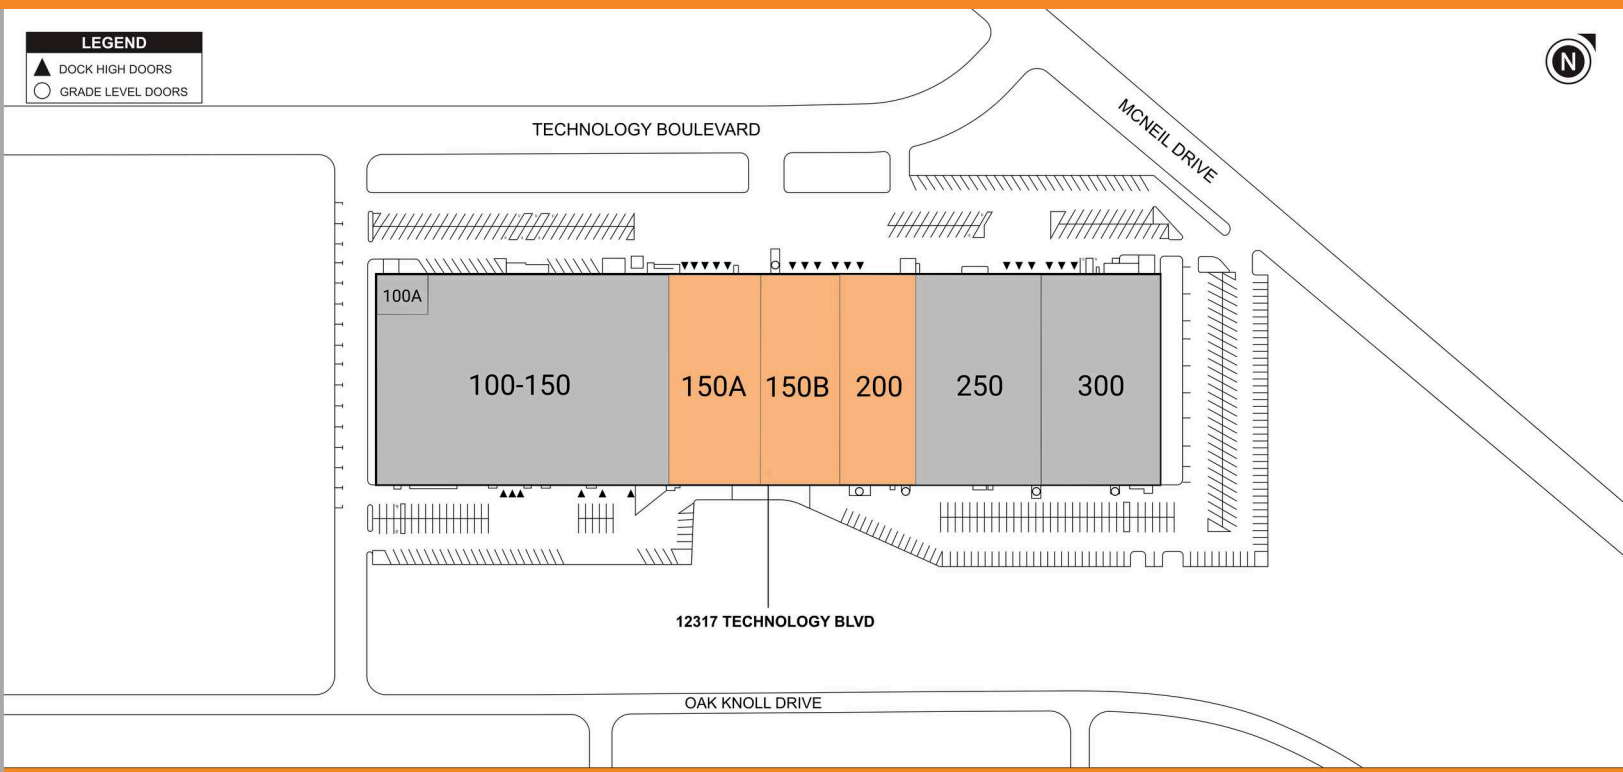 LEGEND
DOCK HIGH DOORS
GRADE LEVEL DOORS
N
TECHNOLOGY BOULEVARD
MCNEIL DRIVE
100A
100-150
150A
150B
200
250
300
12317 TECHNOLOGY BLVD
OAK KNOLL DRIVE